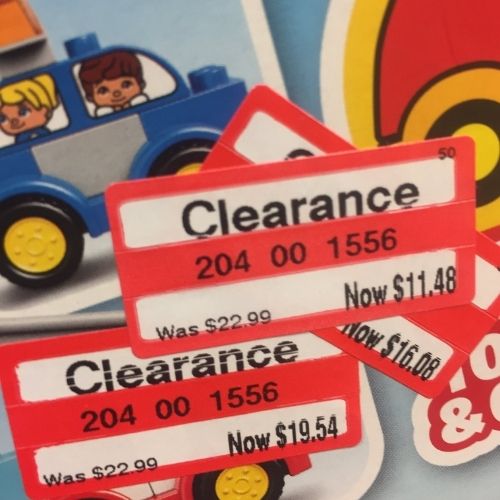 50
Clearance
204 00 1556
Was $22.99 Now $11.48
Now $16.08
Clearance
204 00 1556
Was $22.99 Now $19.54
&